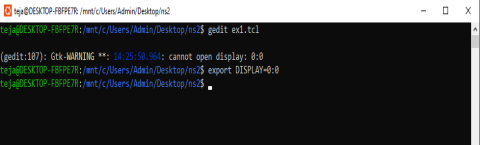 teja@DESKTOP-FBFPE7R: /mnt/c/Users/Admin/Desktop/ns2
teja@DESKTOP-FBFPE7R:/mnt/c/Users/Admin/Desktop/ns2$ gedit ex1.tcl
(gedit:107): Gtk-WARNING **: 14:25:50.964: cannot open display: 0:0
teja@DESKTOP-FBFPE7R:/mnt/c/Users/Admin/Desktop/ns2$ export DISPLAY=0:0
teja@DESKTOP-FBFPE7R:/mnt/c/Users/Admin/Desktop/ns2$